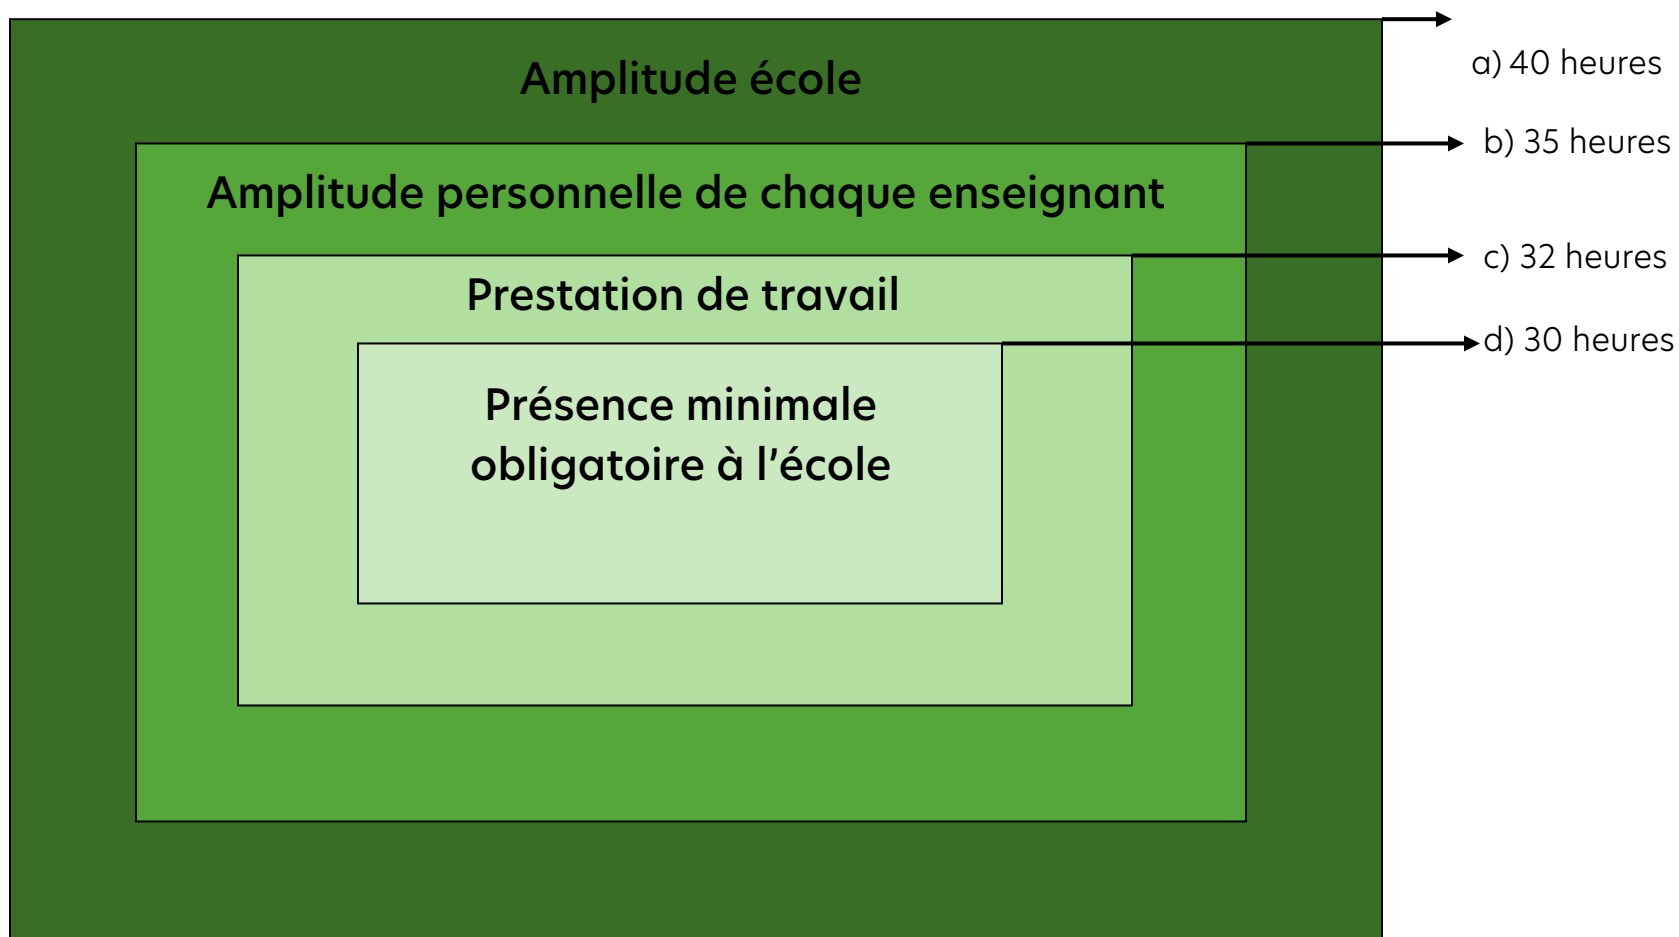 Amplitude école
a) 40 heures
b) 35 heures
Amplitude personnelle de chaque enseignant
c) 32 heures
Prestation de travail
d) 30 heures
Présence minimale
obligatoire à l'école